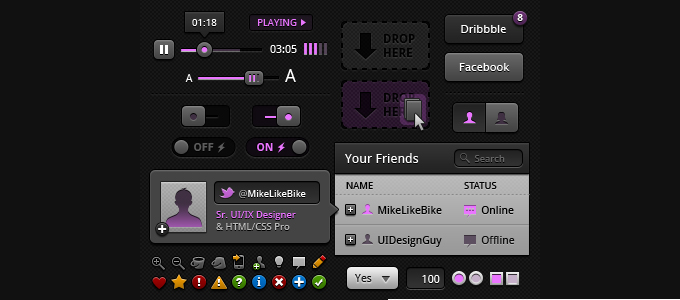 01:18
PLAYING
03:05
A
A
OFF
ON
@MikeLikeBike
Sr. UI/IX Designer
& HTML/CSS Pro
DROP
HERE
DROP
HERE
Dribbble
8
Facebook
Your Friends
Search
NAME STATUS
MikeLikeBike Online
UIDesignGuy Offline
Yes
100